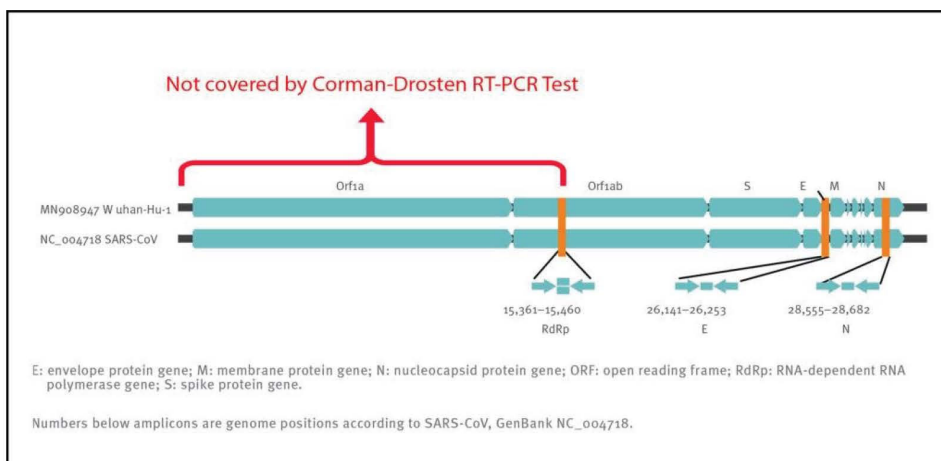 Not covered by Corman-Drosten RT-PCR Test
Orf1a Orf1ab S E M N
MN908947 W uhan-Hu-1
NC_004718 SARS-CoV
15,361–15,460 26,141–26,253 28,555–28,682
RdRp E N
E: envelope protein gene; M: membrane protein gene; N: nucleocapsid protein gene; ORF: open reading frame; RdRp: RNA-dependent RNA
polymerase gene; S: spike protein gene.
Numbers below amplicons are genome positions according to SARS-CoV, GenBank NC_004718.